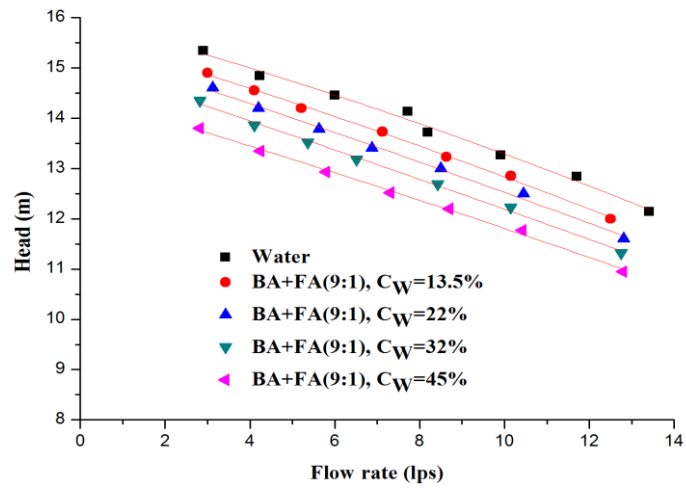 16
15
14
13
12
11
10
9
8
Head (m)
Water
BA+FA(9:1), CW=13.5%
BA+FA(9:1), CW=22%
BA+FA(9:1), CW=32%
BA+FA(9:1), CW=45%
0 2 4 6 8 10 12 14
Flow rate (lps)